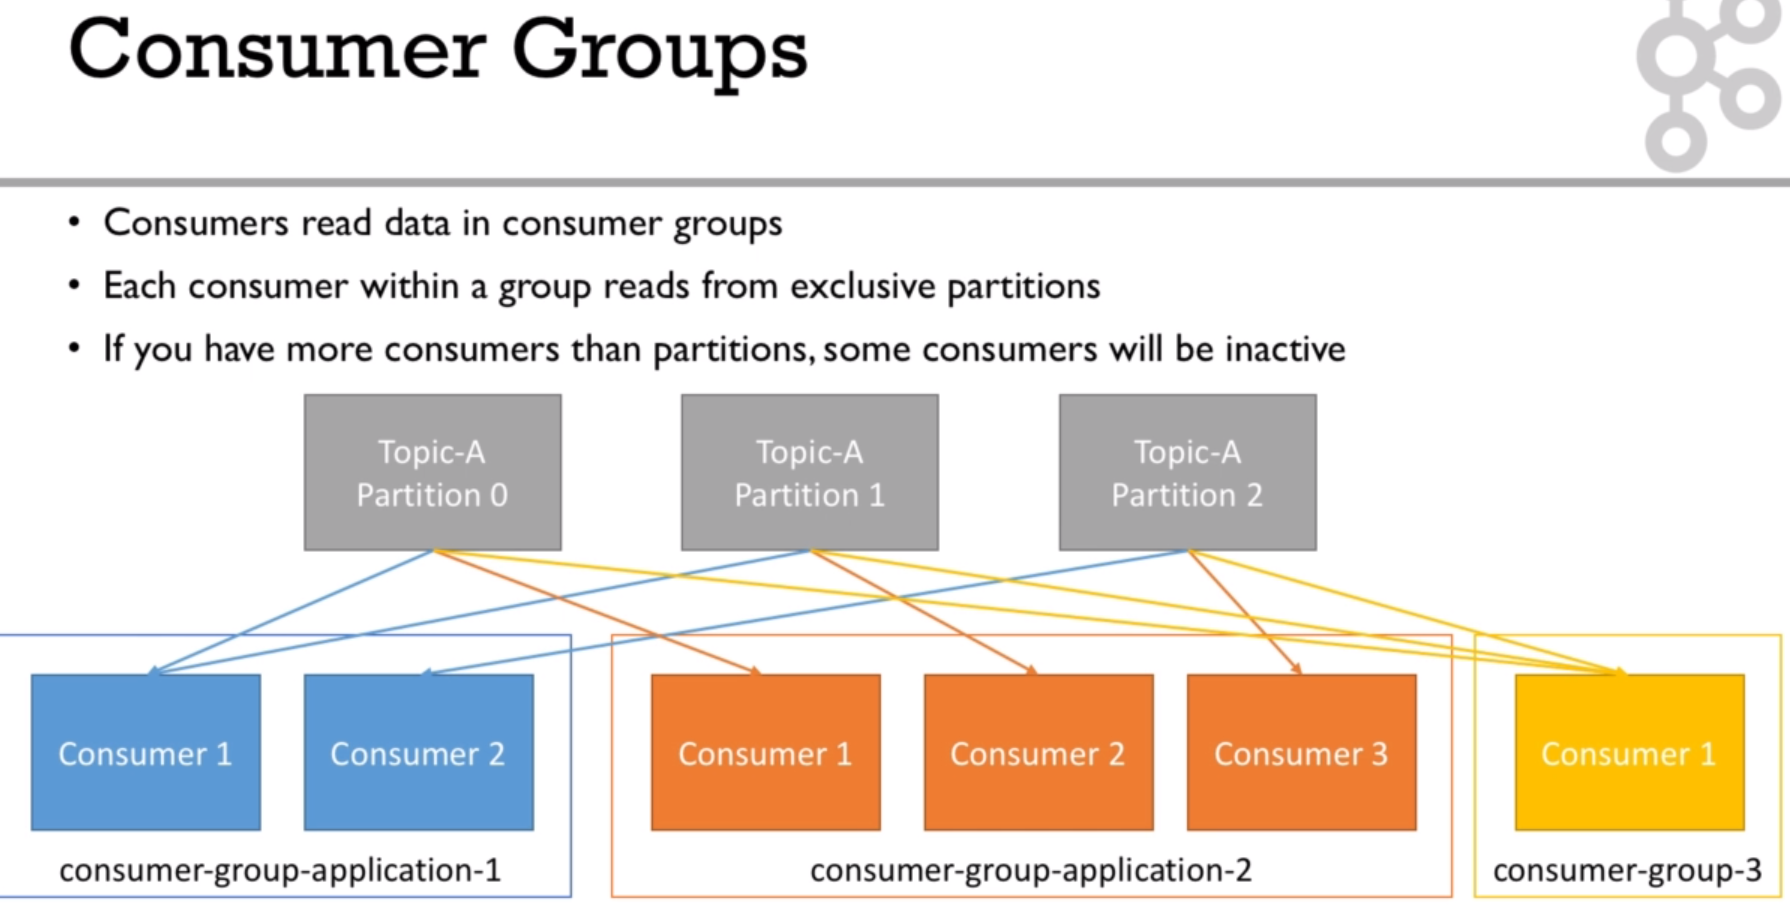 Consumer Groups
• Consumers read data in consumer groups
• Each consumer within a group reads from exclusive partitions
• If you have more consumers than partitions, some consumers will be inactive
Topic-A
Partition 0
Topic-A
Partition 1
Topic-A
Partition 2
Consumer 1
Consumer 2
consumer-group-application-1
Consumer 1
Consumer 2
Consumer 3
consumer-group-application-2
Consumer 1
consumer-group-3